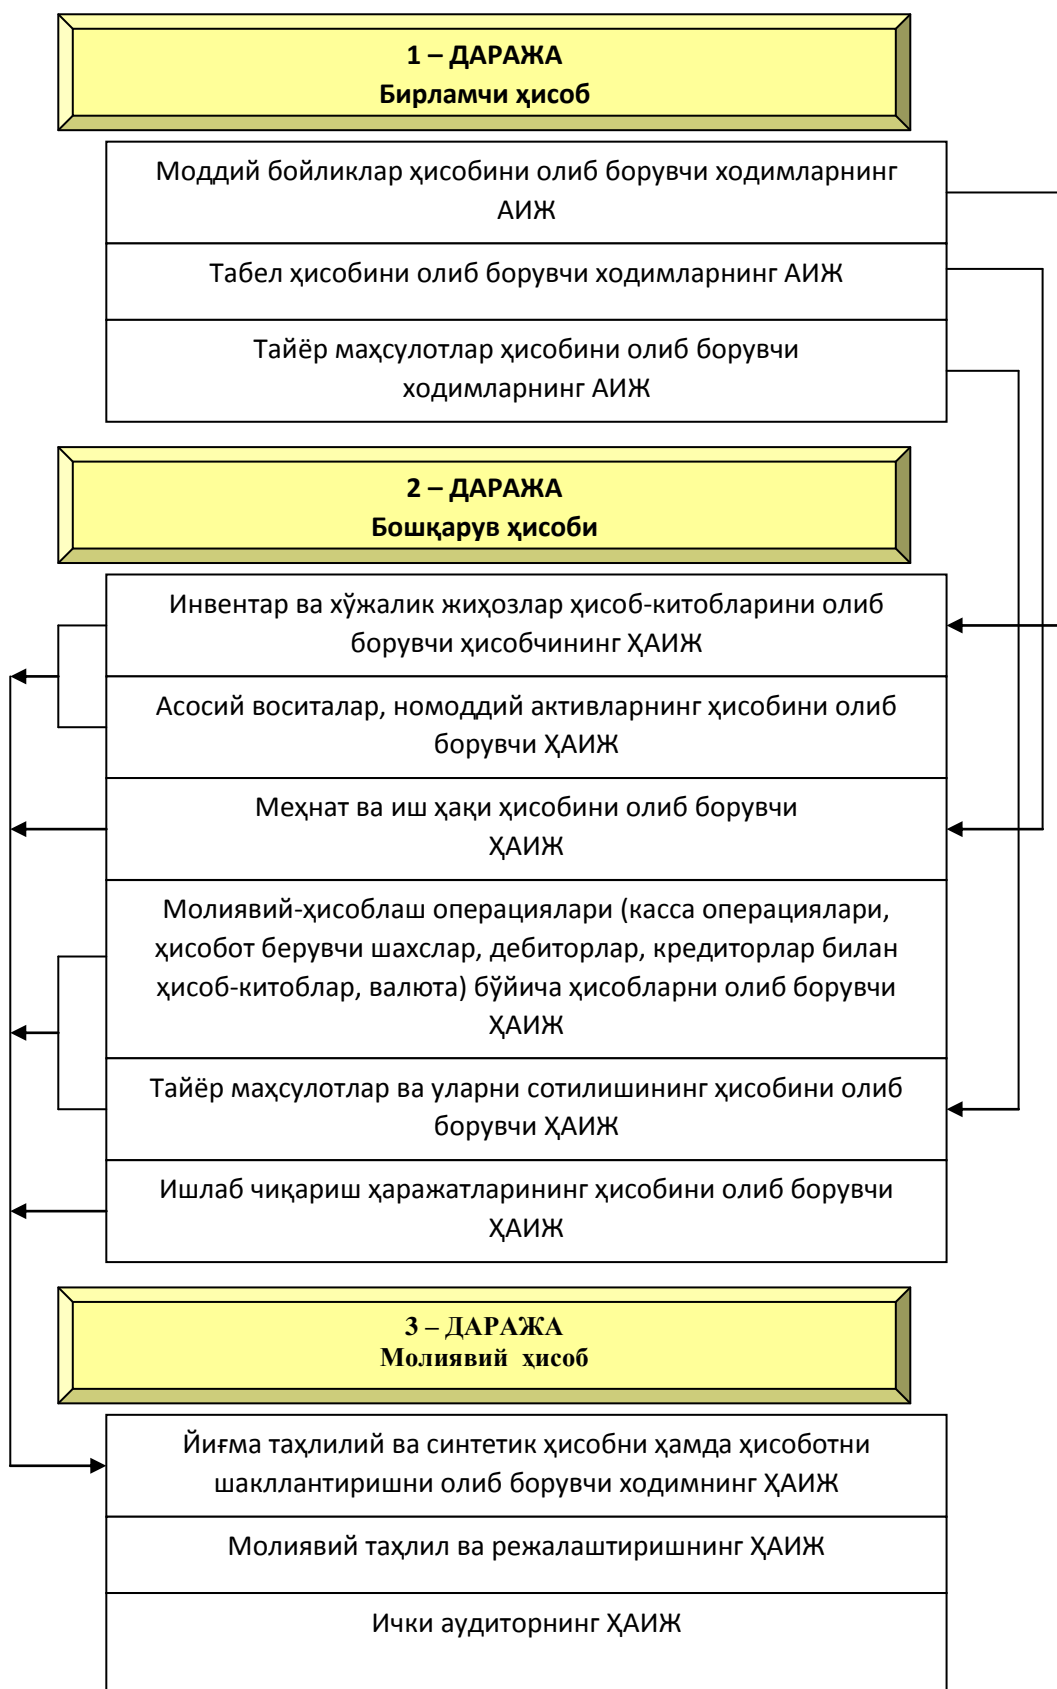 1 – ДАРАЖА
Бирламчи ҳисоб
Моддий бойликлар ҳисобини олиб борувчи ходимларнинг
АИЖ
Табел ҳисобини олиб борувчи ходимларнинг АИЖ
Тайёр маҳсулотлар ҳисобини олиб борувчи
ходимларнинг АИЖ
2 – ДАРАЖА
Бошқарув ҳисоби
Инвентар ва хўжалик жиҳозлар ҳисоб-китобларини олиб
борувчи ҳисобчининг ҲАИЖ
Асосий воситалар, номоддий активларнинг ҳисобини олиб
борувчи ҲАИЖ
Меҳнат ва иш ҳақи ҳисобини олиб борувчи
ҲАИЖ
Молиявий-ҳисоблаш операциялари (касса операциялари,
ҳисобот берувчи шахслар, дебиторлар, кредиторлар билан
ҳисоб-китоблар, валюта) бўйича ҳисобларни олиб борувчи
ҲАИЖ
Тайёр маҳсулотлар ва уларни сотилишининг ҳисобини олиб
борувчи ҲАИЖ
Ишлаб чиқариш ҳаражатларининг ҳисобини олиб борувчи
ҲАИЖ
3 – ДАРАЖА
Молиявий ҳисоб
Йиғма таҳлилий ва синтетик ҳисобни ҳамда ҳисоботни
шакллантиришни олиб борувчи ходимнинг ҲАИЖ
Молиявий таҳлил ва режалаштиришнинг ҲАИЖ
Ички аудиторнинг ҲАИЖ